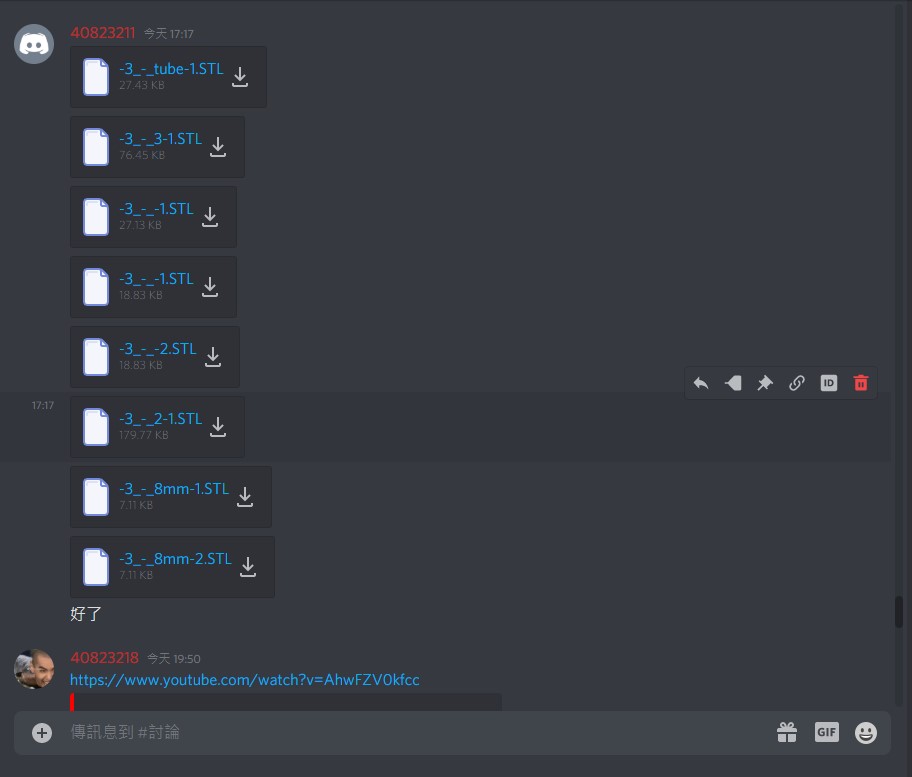 40823211 今天 17:17
-3_-_tube-1.STL
27.43 KB
-3_-_3-1.STL
76.45 KB
-3_-_-1.STL
27.13 KB
-3_-_-1.STL
18.83 KB
-3_-_-2.STL
18.83 KB
ID
17:17
-3_-_2-1.STL
179.77 KB
-3_-_8mm-1.STL
7.11 KB
-3_-_8mm-2.STL
7.11 KB
好了
40823218 今天 19:50
https://www.youtube.com/watch?v=AhwFZV0kfcc
傳訊息到 #討論
GIF